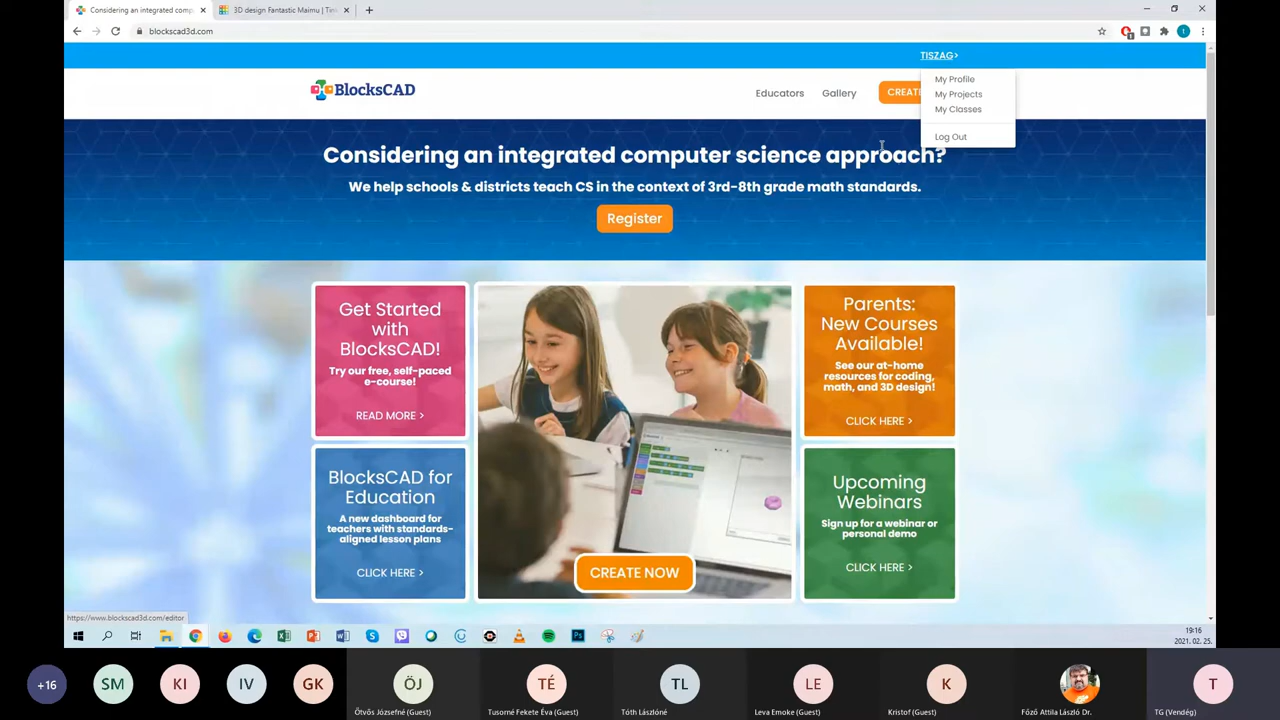 Considering an integrated comp
3D design Fantastic Maimu | Tin
blockscad3d.com
TISZAG>
BlocksCAD
Educators
Gallery
CREATE
My Profile
My Projects
My Classes
Log Out
Considering an integrated computer science approach?
We help schools & districts teach CS in the context of 3rd-8th grade math standards.
Register
Get Started
with
BlocksCAD!
Try our free, self-paced
e-course!
READ MORE >
BlocksCAD for
Education
A new dashboard for
teachers with standards-
aligned lesson plans
CLICK HERE >
CREATE NOW
Parents:
New Courses
Available!
See our at-home
resources for coding,
math, and 3D design!
CLICK HERE >
Upcoming
Webinars
Sign up for a webinar or
personal demo
CLICK HERE >
https://www.blockscad3d.com/editor
19:16
2021. 02. 25.
+16
SM
KI
IV
GK
ÖJ
TÉ
TL
LE
K
T
Ötvös Józsefné (Guest)
Tusorné Fekete Éva (Guest)
Tóth Lászlóné
Leva Emoke (Guest)
Kristof (Guest)
Főző Attila László Dr.
TG (Vendég)